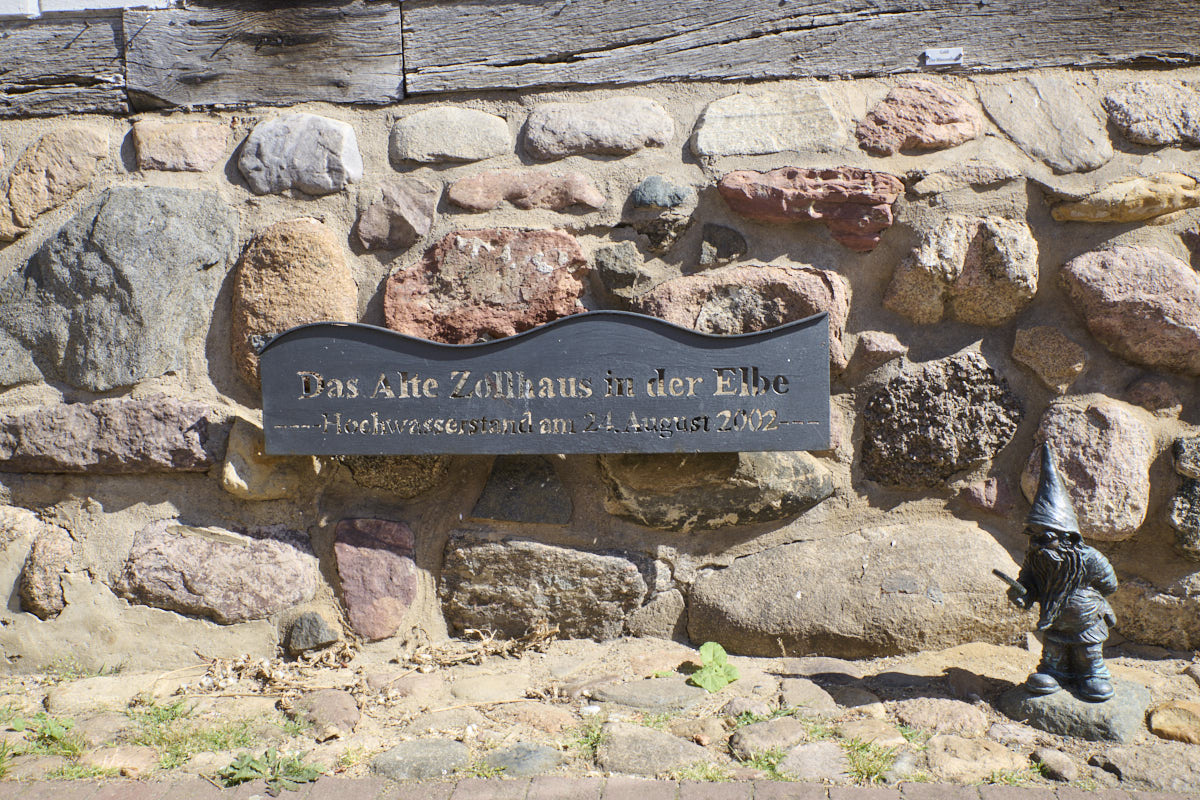 Das Alte Zollhaus in der Elbe
Hochwasserstand am 24. August 2002